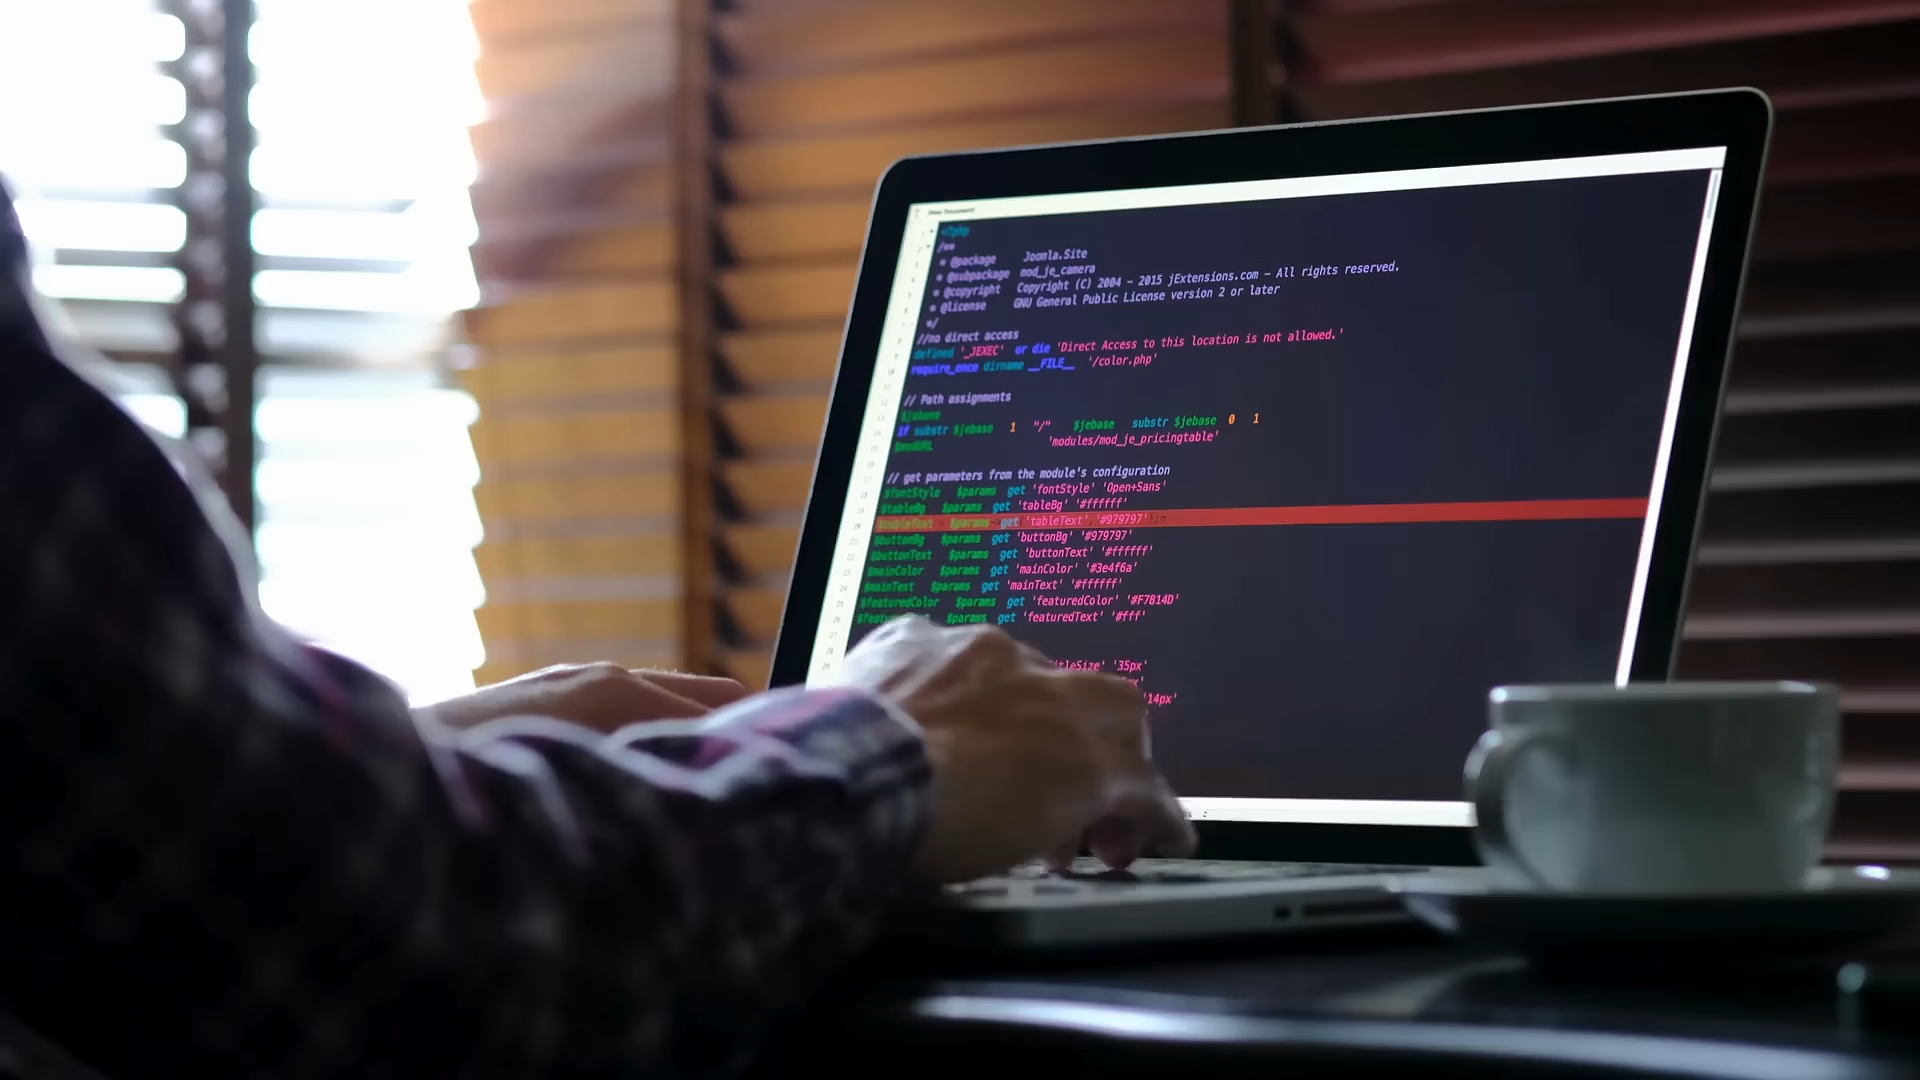 <?php
/**
* @package Joomla.Site
* @subpackage mod_je_camera
* @copyright Copyright (C) 2004 - 2015 jExtensions.com - All rights reserved.
* @license GNU General Public License version 2 or later
*/
//no direct access
defined '_JEXEC' or die 'Direct Access to this location is not allowed.'
require_once dirname __FILE__ '/color.php'
// Path assignments
$jebase
if substr $jebase 1 "/" $jebase substr $jebase 0 1
$modURL 'modules/mod_je_pricingtable'
// get parameters from the module's configuration
$fontStyle $params get 'fontStyle' 'Open+Sans'
$tableBg $params get 'tableBg' '#ffffff'
$tableText $params get 'tableText' '#979797'
$buttonBg $params get 'buttonBg' '#979797'
$buttonText $params get 'buttonText' '#ffffff'
$mainColor $params get 'mainColor' '#3e4f6a'
$mainText $params get 'mainText' '#ffffff'
$featuredColor $params get 'featuredColor' '#F7814D'
$params get 'featuredText' '#fff'
'35px'
'14px'